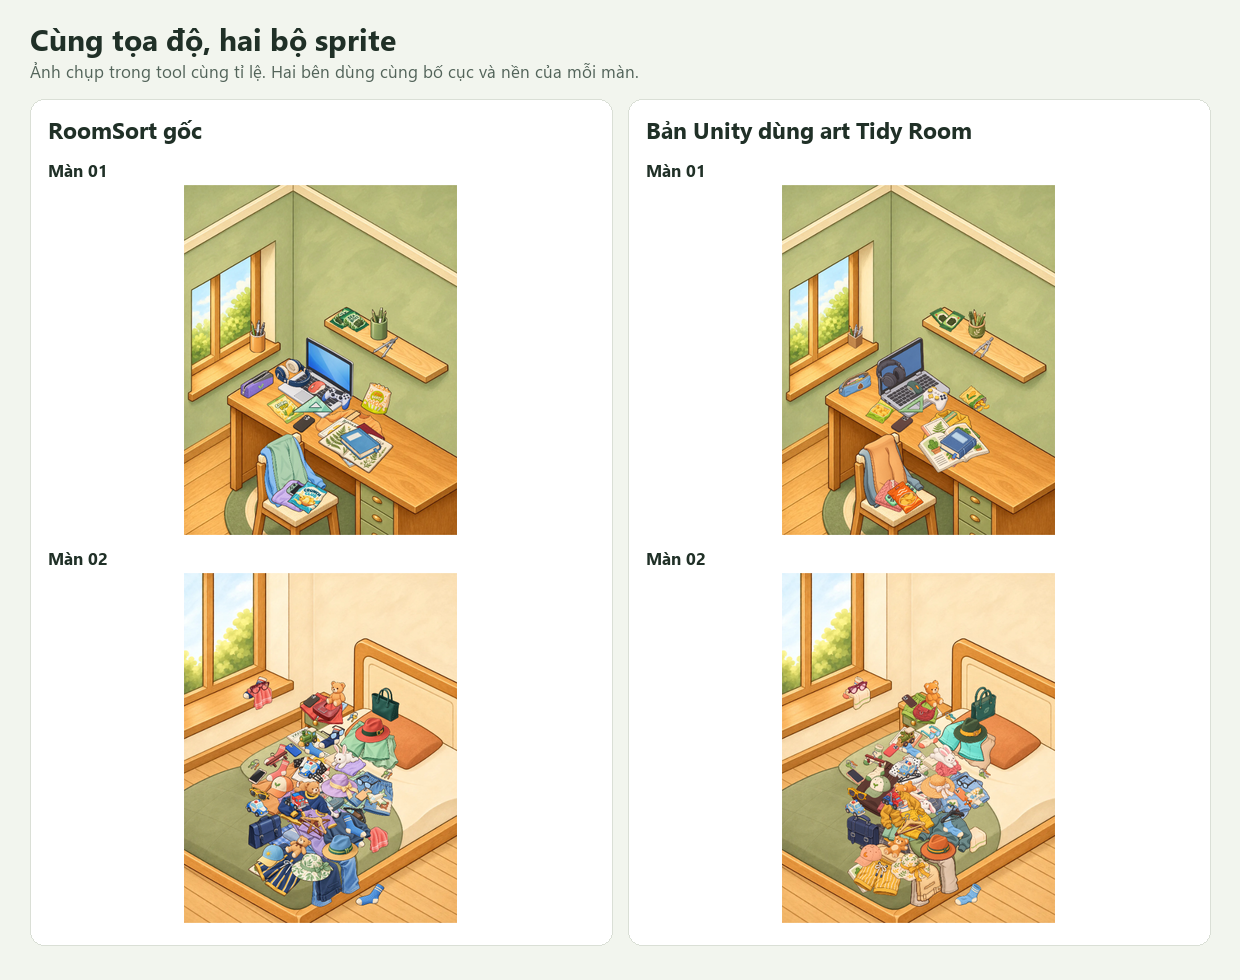 Cùng tọa độ, hai bộ sprite
Ảnh chụp trong tool cùng tỉ lệ. Hai bên dùng cùng bố cục và nền của mỗi màn.
RoomSort gốc
Màn 01
Màn 02
Bản Unity dùng art Tidy Room
Màn 01
Màn 02